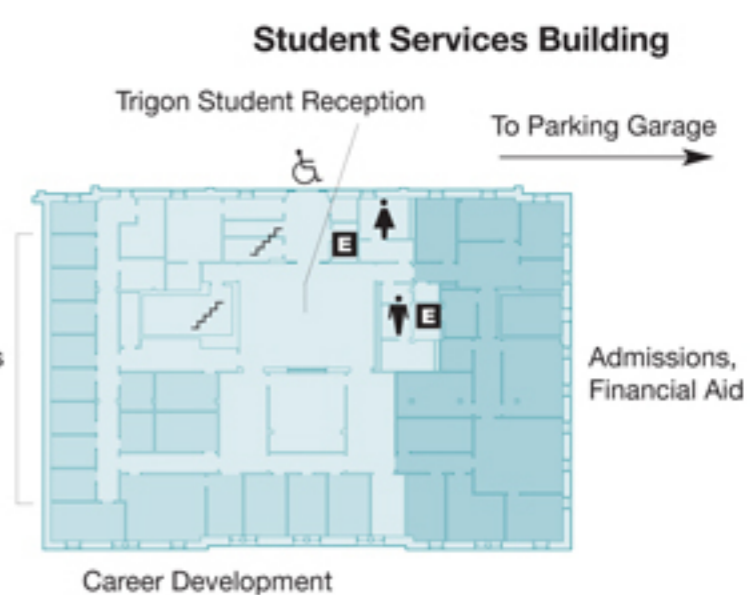 Student Services Building
Trigon Student Reception
To Parking Garage
E
E
Admissions,
Financial Aid
Career Development